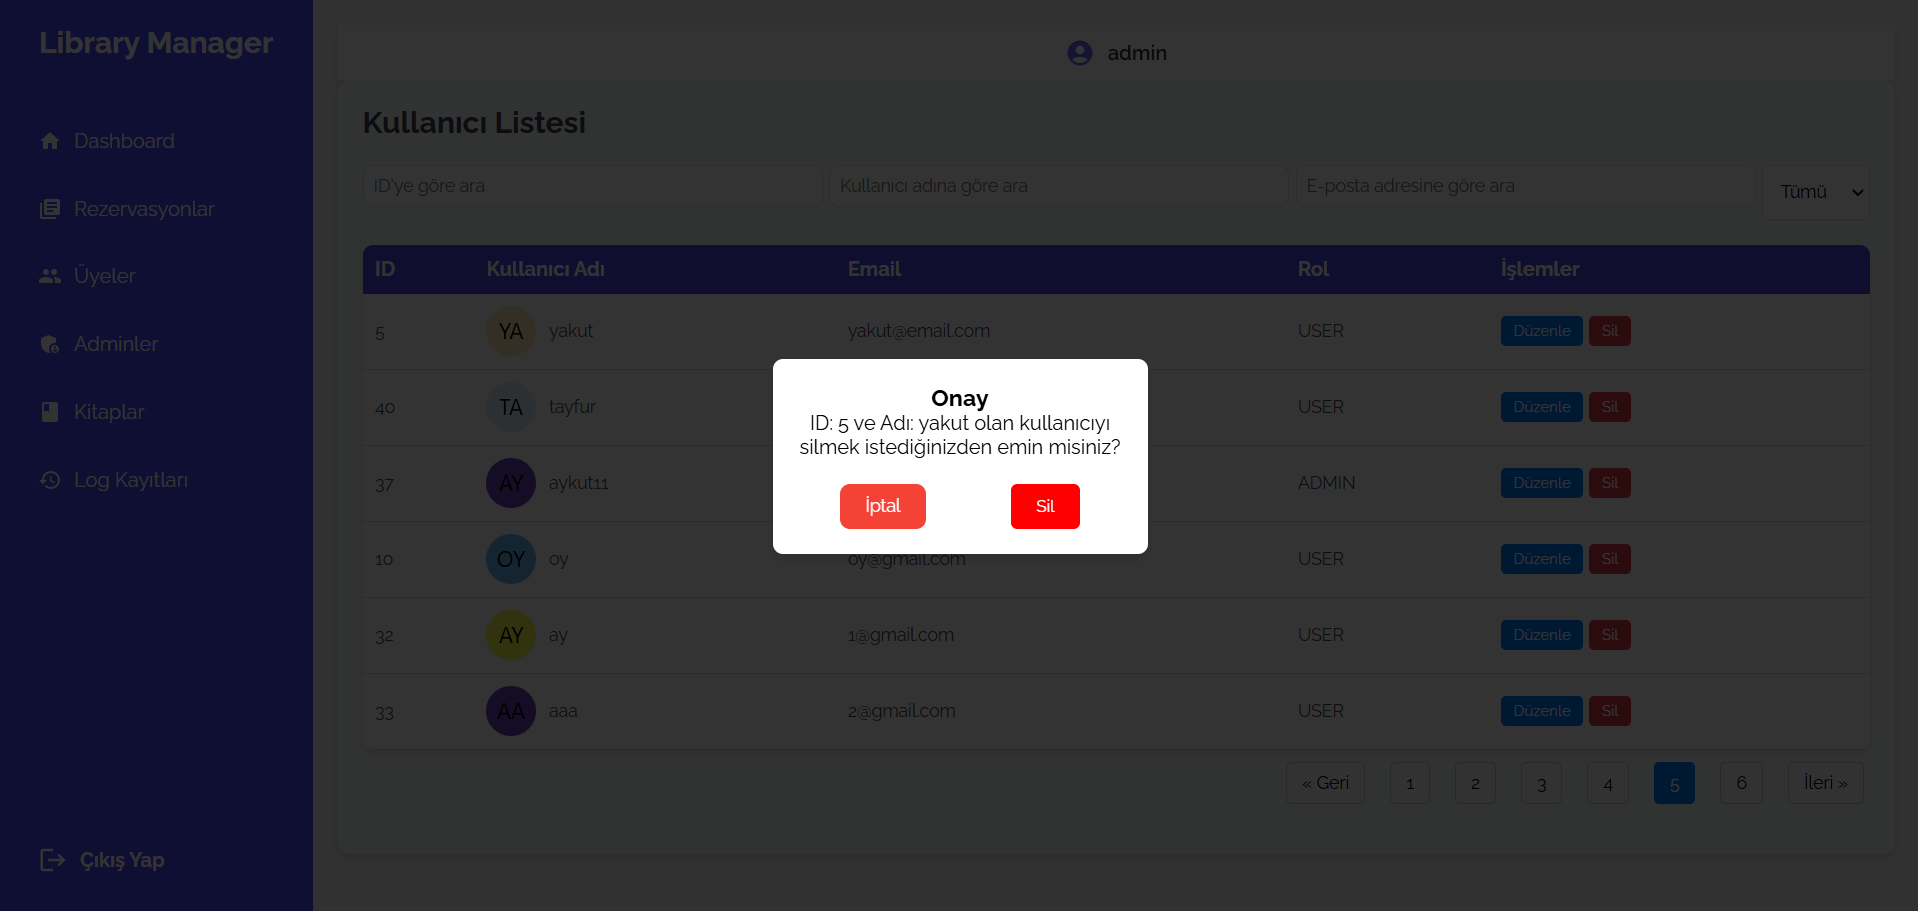 Library Manager
admin
Dashboard
Rezervasyonlar
Üyeler
Adminler
Kitaplar
Log Kayıtları
Çıkış Yap
Kullanıcı Listesi
ID'ye göre ara
Kullanıcı adına göre ara
E-posta adresine göre ara
Tümü
ID Kullanıcı Adı Email Rol İşlemler
5 YA yakut yakut@email.com USER Düzenle Sil
40 TA tayfur USER Düzenle Sil
37 AY aykut11 ADMIN Düzenle Sil
10 OY oy oy@gmail.com USER Düzenle Sil
32 AY ay 1@gmail.com USER Düzenle Sil
33 AA aaa 2@gmail.com USER Düzenle Sil
Onay
ID: 5 ve Adı: yakut olan kullanıcıyı
silmek istediğinizden emin misiniz?
İptal Sil
« Geri 1 2 3 4 5 6 İleri »